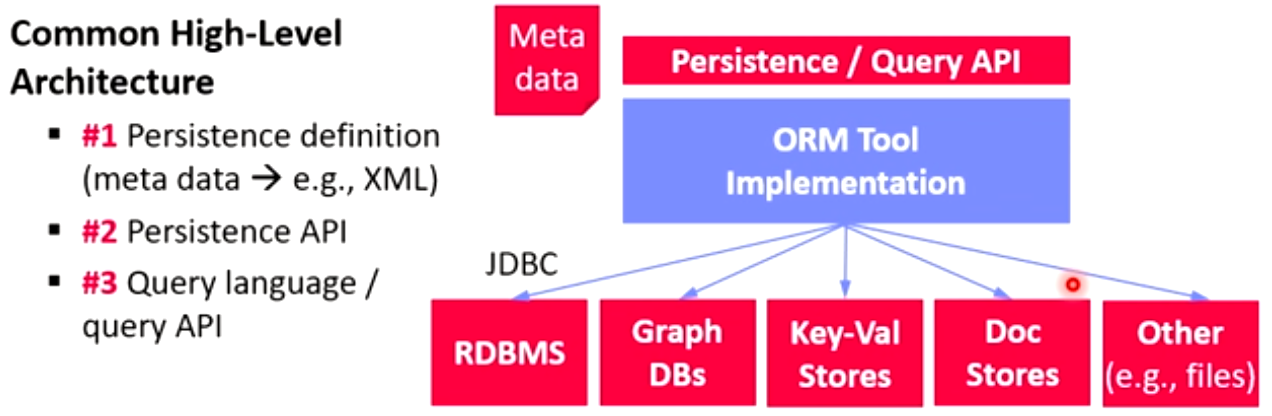 Common High-Level
Architecture
▪ #1 Persistence definition
(meta data → e.g., XML)
▪ #2 Persistence API
▪ #3 Query language /
query API
Meta
data
Persistence / Query API
ORM Tool
Implementation
JDBC
RDBMS
Graph
DBs
Key-Val
Stores
Doc
Stores
Other
(e.g., files)